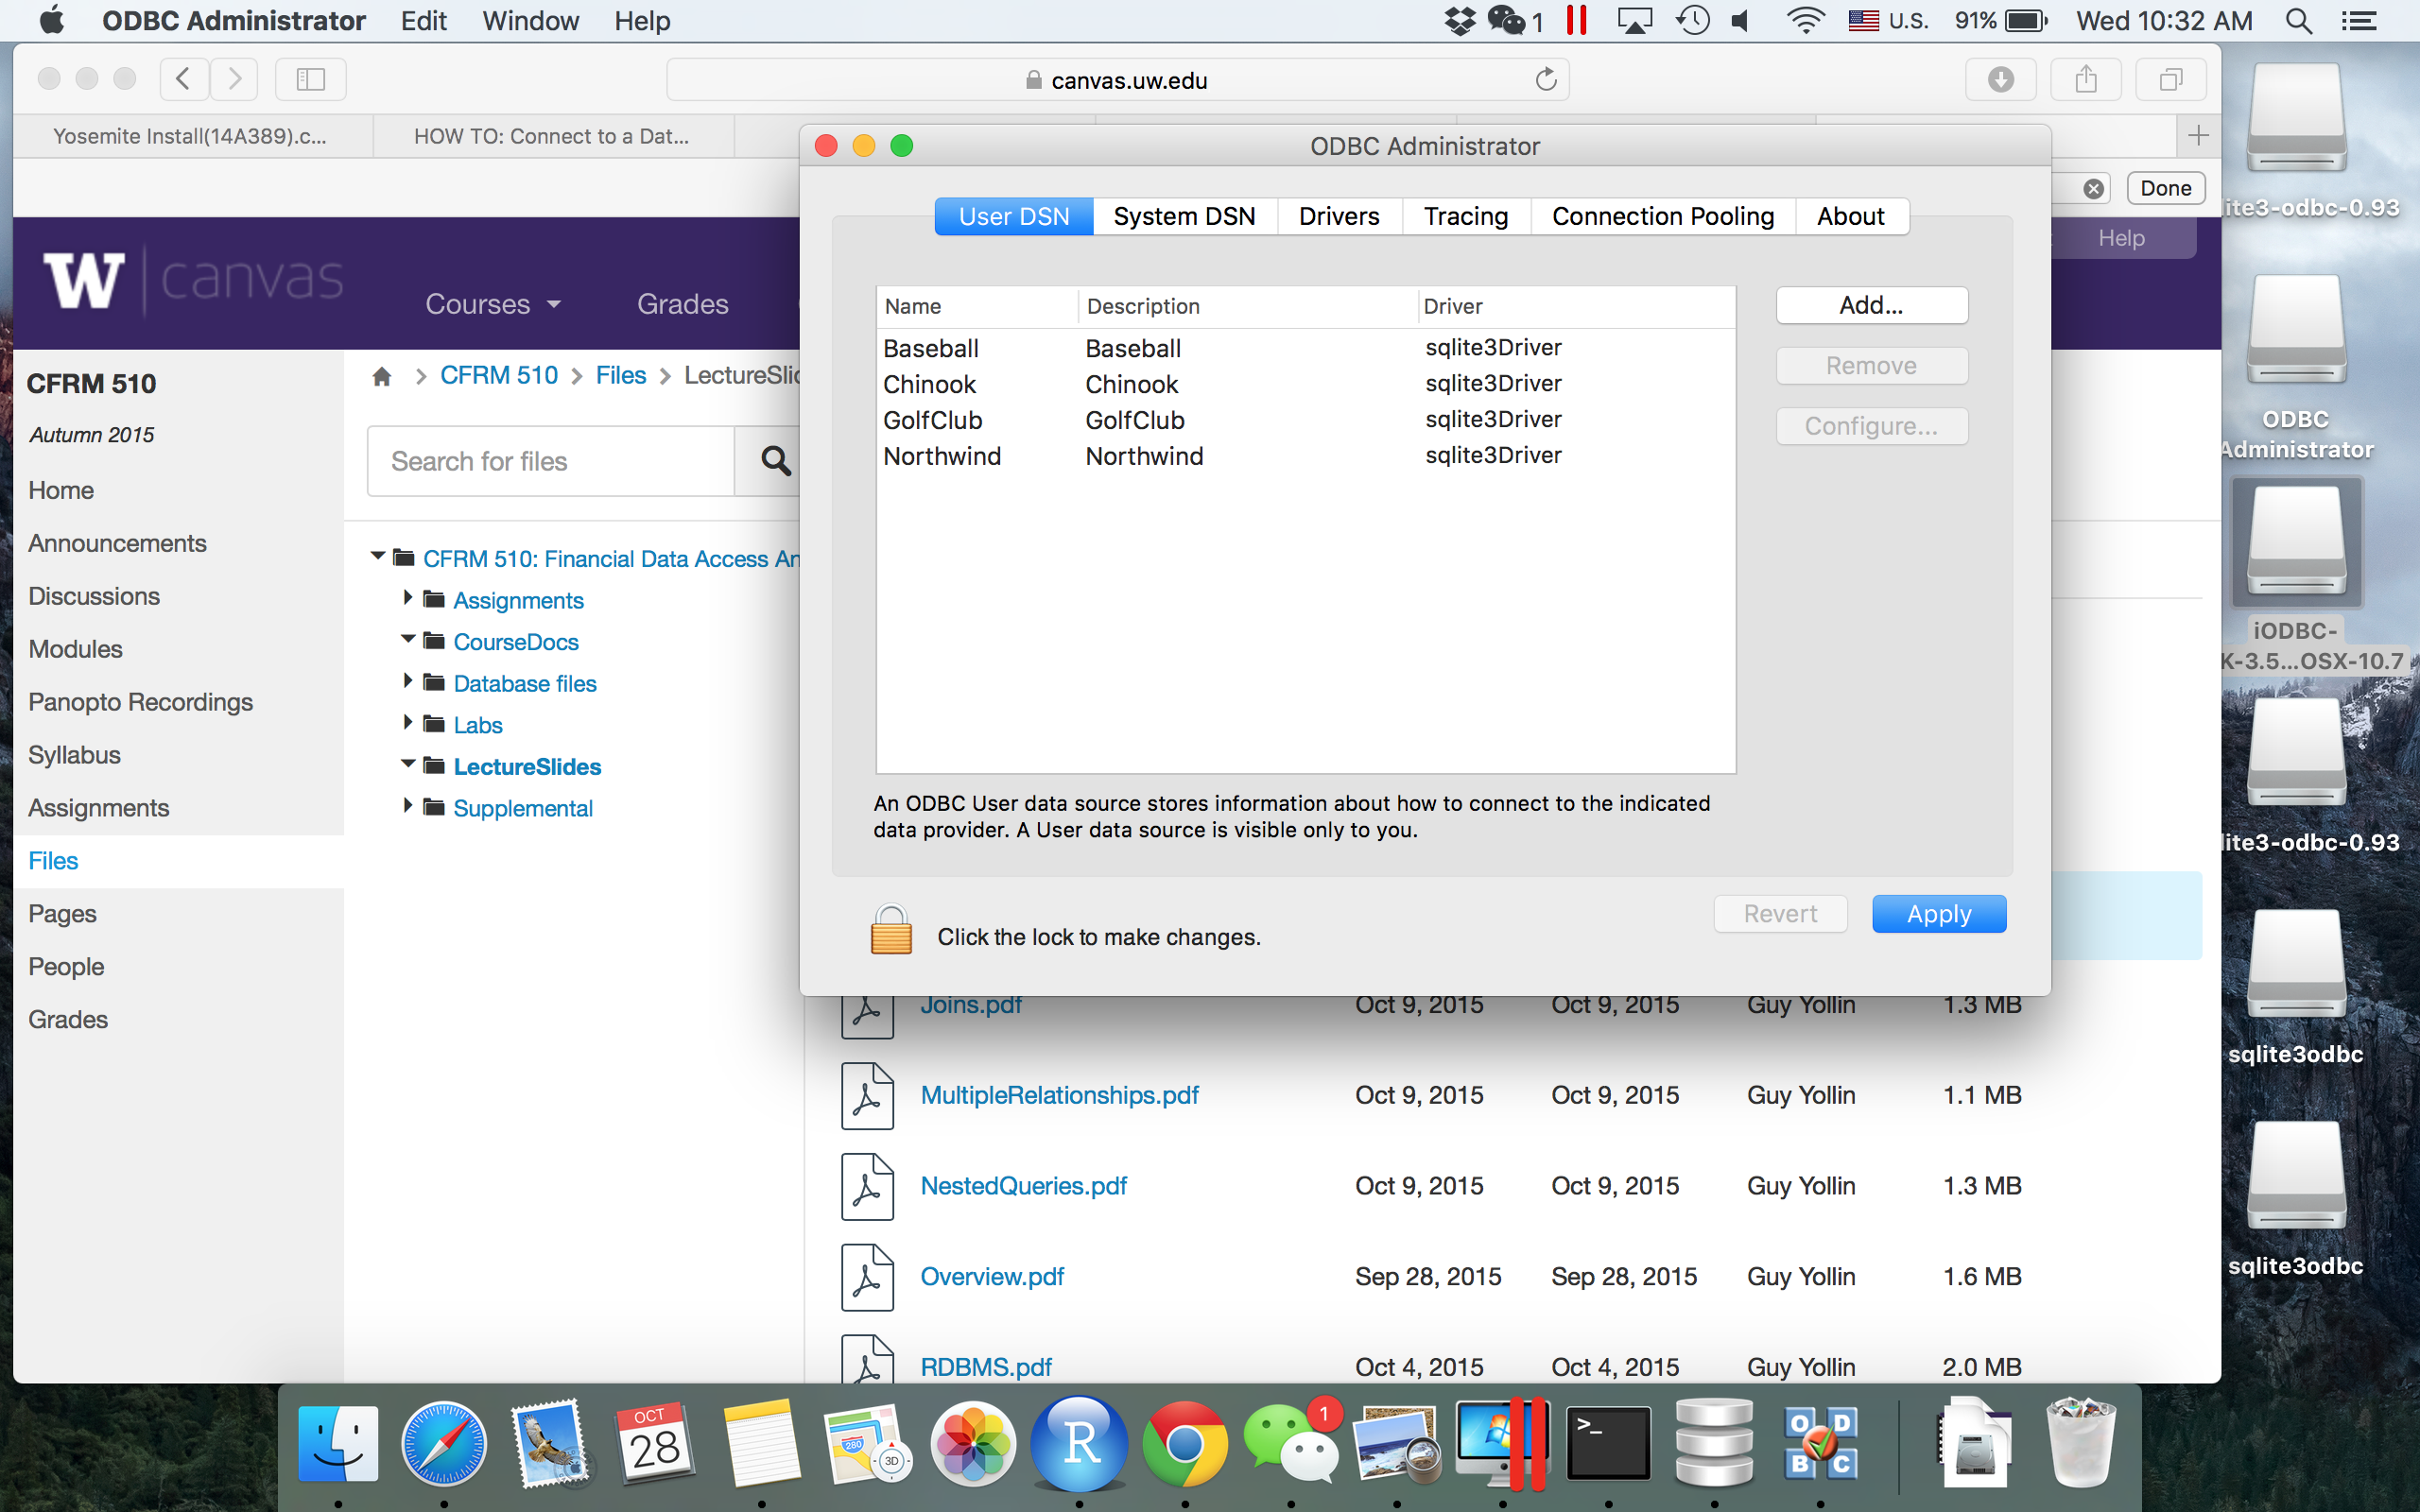 ODBC Administrator Edit Window Help 1 U.S. 91% Wed 10:32 AM
canvas.uw.edu
Yosemite Install(14A389).c... HOW TO: Connect to a Dat...
ODBC Administrator
Done
User DSN System DSN Drivers Tracing Connection Pooling About
W canvas
Courses Grades
Help
Name Description Driver
Baseball Baseball sqlite3Driver
Chinook Chinook sqlite3Driver
GolfClub GolfClub sqlite3Driver
Northwind Northwind sqlite3Driver
Add...
Remove
Configure...
An ODBC User data source stores information about how to connect to the indicated
data provider. A User data source is visible only to you.
Click the lock to make changes.
Revert Apply
CFRM 510
Autumn 2015
Home
Announcements
Discussions
Modules
Panopto Recordings
Syllabus
Assignments
Files
Pages
People
Grades
CFRM 510 > Files > LectureSlid
Search for files
CFRM 510: Financial Data Access An
Assignments
CourseDocs
Database files
Labs
LectureSlides
Supplemental
Joins.pdf Oct 9, 2015 Oct 9, 2015 Guy Yollin 1.3 MB
MultipleRelationships.pdf Oct 9, 2015 Oct 9, 2015 Guy Yollin 1.1 MB
NestedQueries.pdf Oct 9, 2015 Oct 9, 2015 Guy Yollin 1.3 MB
Overview.pdf Sep 28, 2015 Sep 28, 2015 Guy Yollin 1.6 MB
RDBMS.pdf Oct 4, 2015 Oct 4, 2015 Guy Yollin 2.0 MB
lite3-odbc-0.93
ODBC
Administrator
iODBC-
K-3.5...OSX-10.7
lite3-odbc-0.93
sqlite3odbc
sqlite3odbc
OCT
28
280
3D
R
1
>_
O D
B C